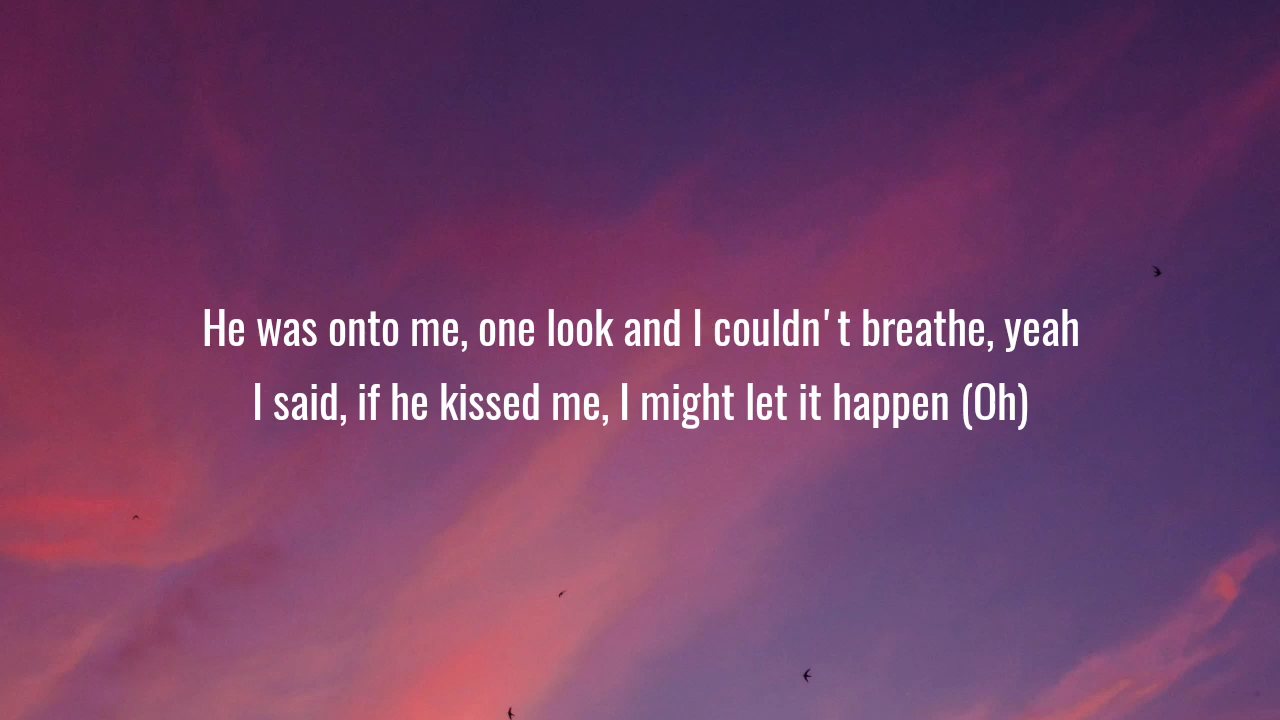 He was onto me, one look and I couldn't breathe, yeah
I said, if he kissed me, I might let it happen (Oh)